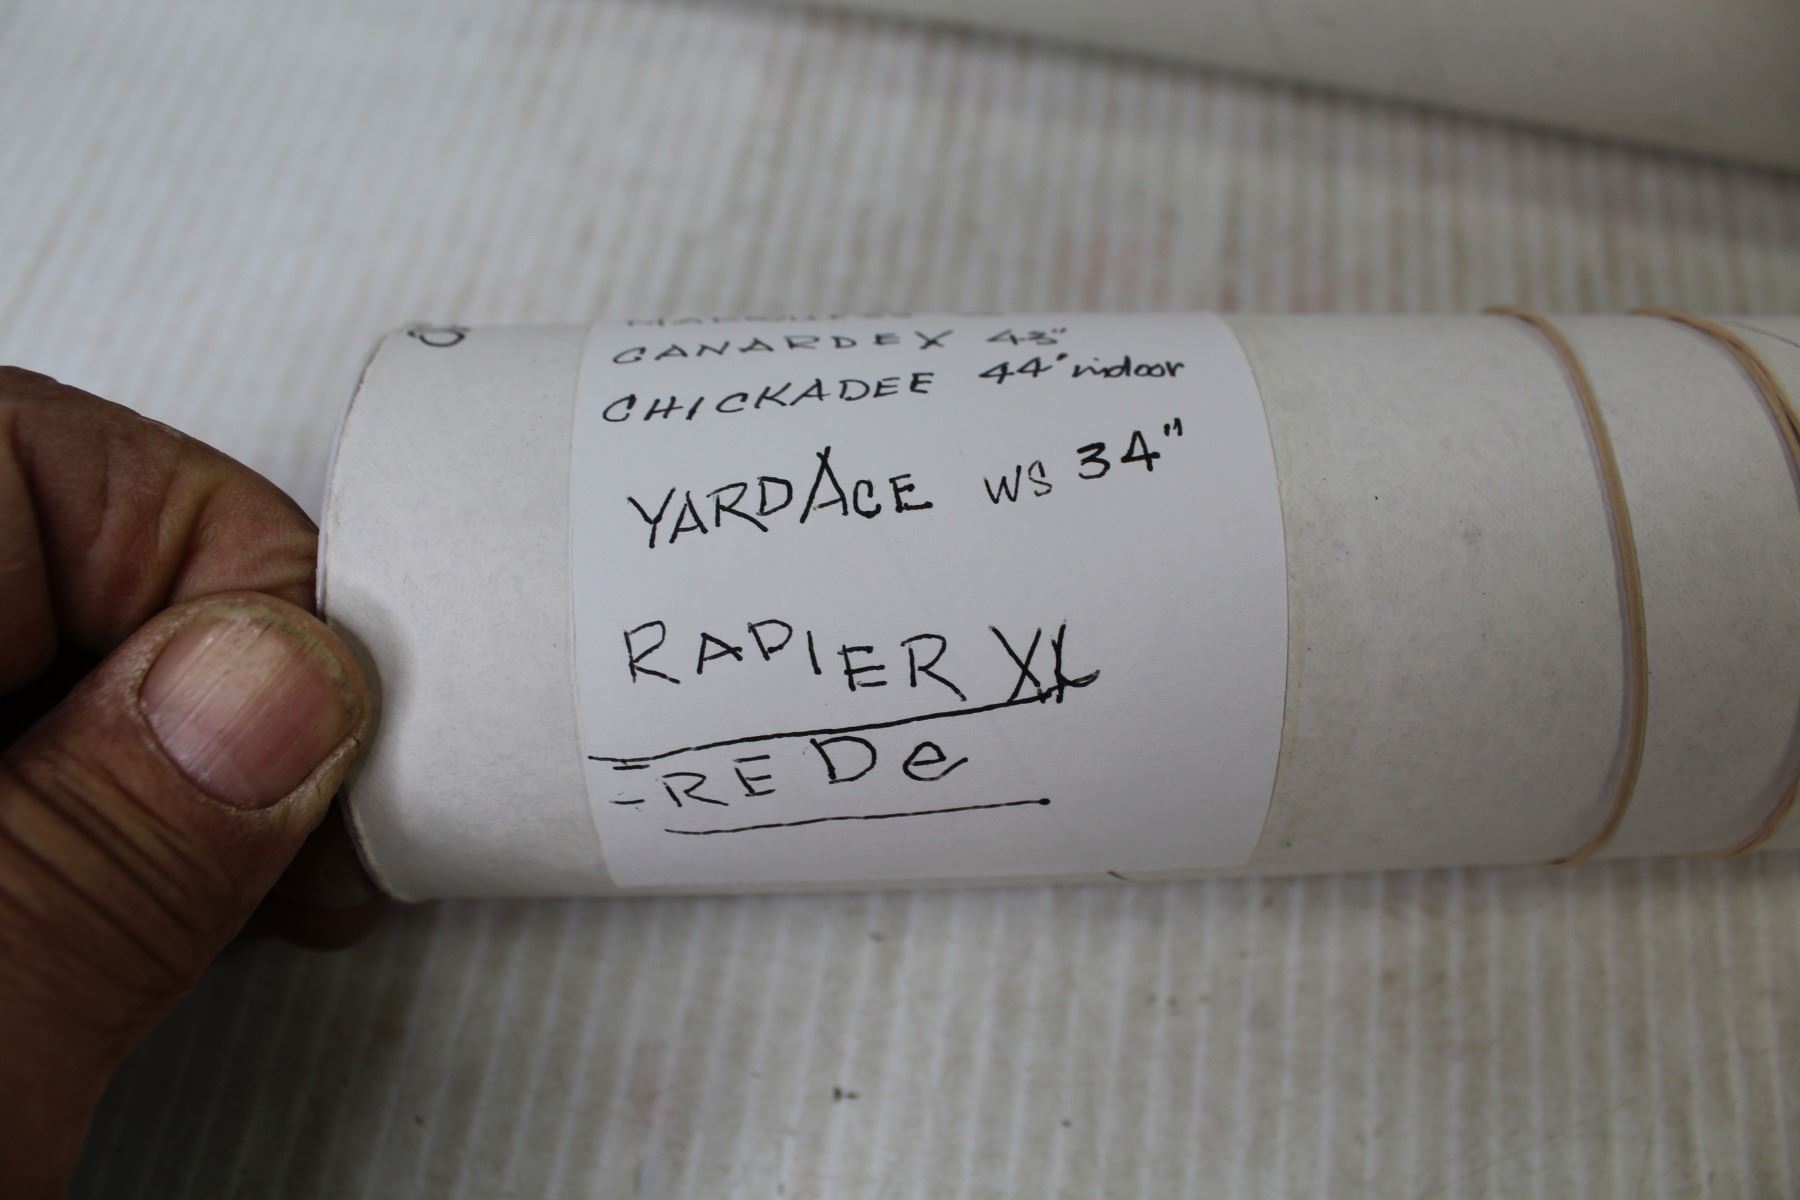 CANARDEX 43"
CHICKADEE 44" indoor
YARDACE WS 34"
RAPIER XL
=REDe